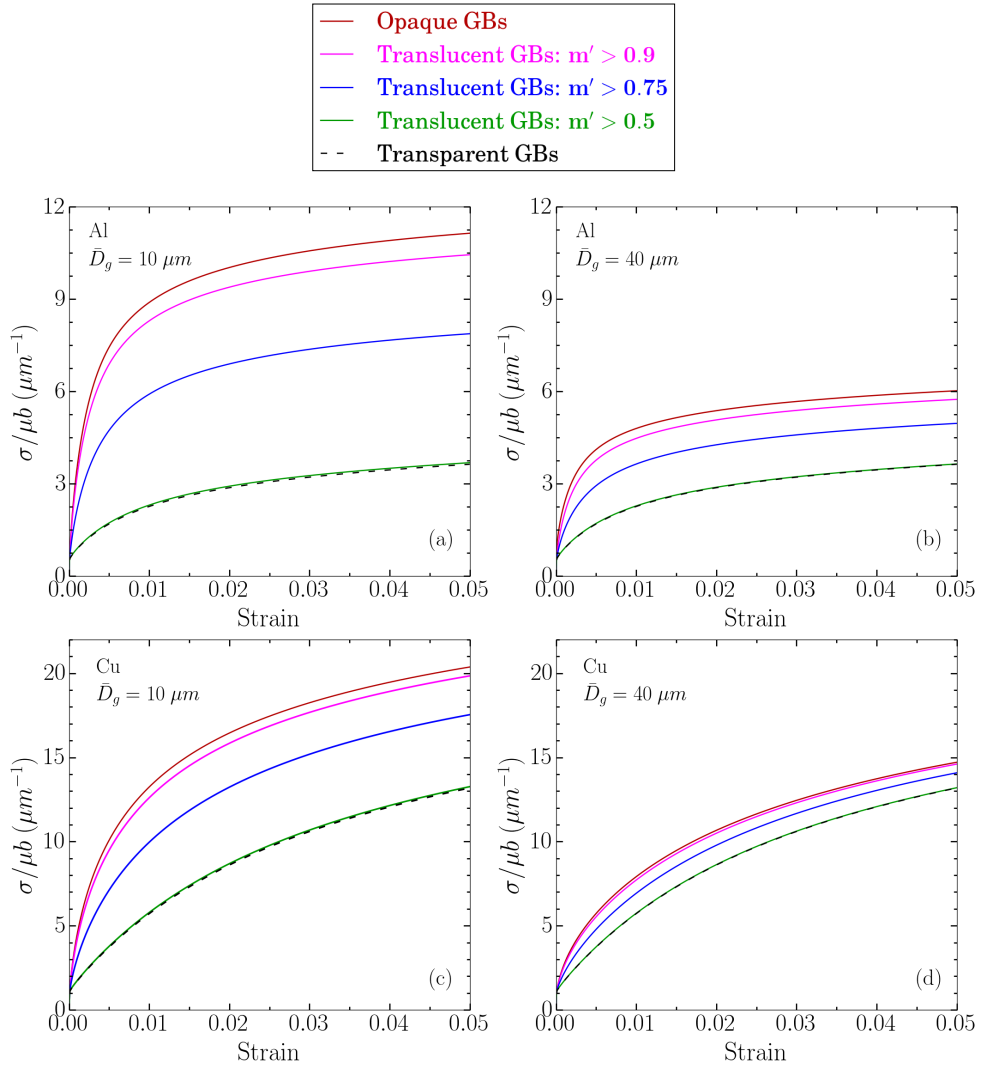 Opaque GBs
Translucent GBs: m′ > 0.9
Translucent GBs: m′ > 0.75
Translucent GBs: m′ > 0.5
Transparent GBs
Al
D̄_g = 10 μm
σ/μb (μm⁻¹)
12
9
6
3
0
(a)
0.00 0.01 0.02 0.03 0.04 0.05
Strain
Al
D̄_g = 40 μm
σ/μb (μm⁻¹)
12
9
6
3
0
(b)
0.00 0.01 0.02 0.03 0.04 0.05
Strain
Cu
D̄_g = 10 μm
σ/μb (μm⁻¹)
20
15
10
5
0
(c)
0.00 0.01 0.02 0.03 0.04 0.05
Strain
Cu
D̄_g = 40 μm
σ/μb (μm⁻¹)
20
15
10
5
0
(d)
0.00 0.01 0.02 0.03 0.04 0.05
Strain